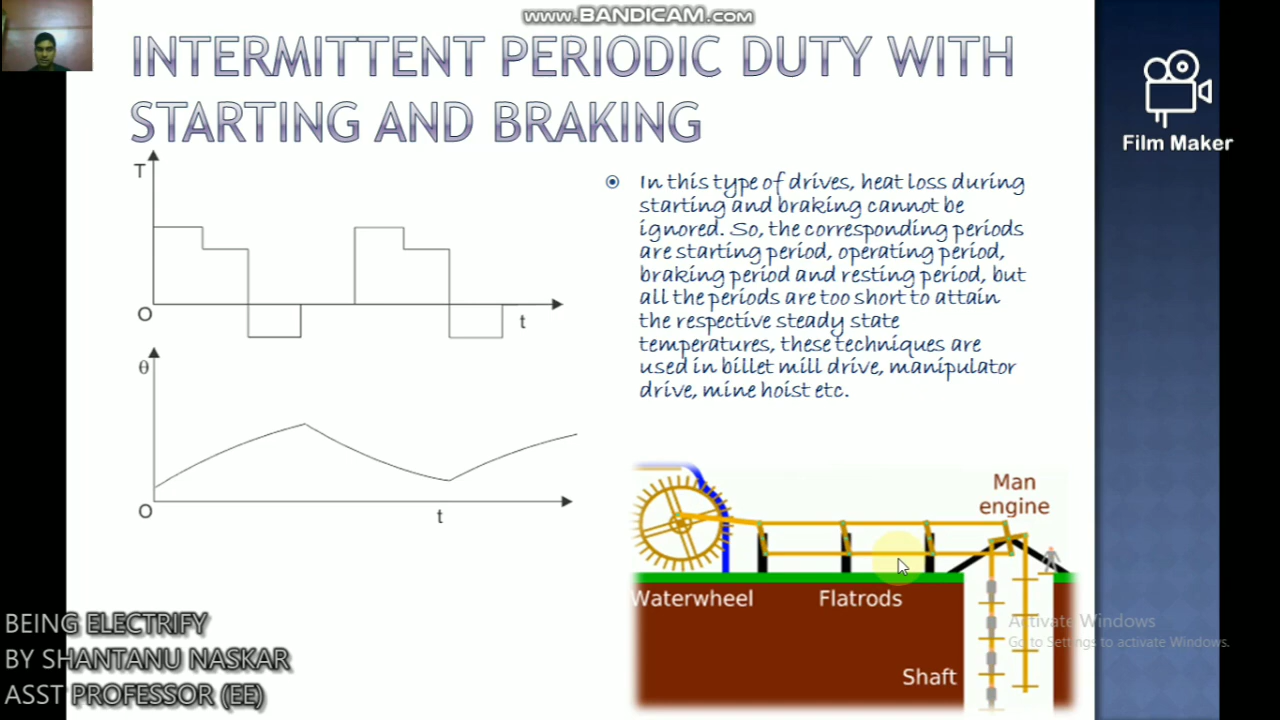 www.BANDICAM.com
INTERMITTENT PERIODIC DUTY WITH
STARTING AND BRAKING
Film Maker
T
O
t
θ
O
t
In this type of drives, heat loss during
starting and braking cannot be
ignored. So, the corresponding periods
are starting period, operating period,
braking period and resting period, but
all the periods are too short to attain
the respective steady state
temperatures, these techniques are
used in billet mill drive, manipulator
drive, mine hoist etc.
Man
engine
Waterwheel
Flatrods
Shaft
Activate Windows
Go to Settings to activate Windows.
BEING ELECTRIFY
BY SHANTANU NASKAR
ASST PROFESSOR (EE)